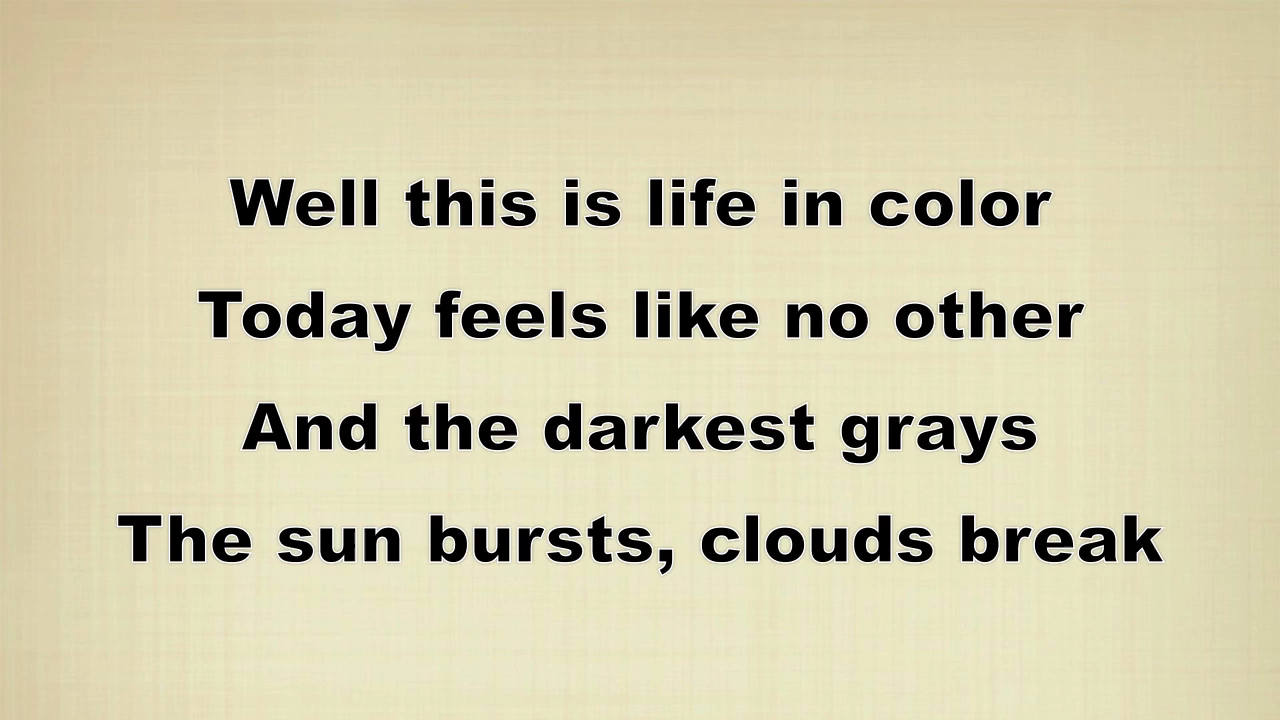 Well this is life in color
Today feels like no other
And the darkest grays
The sun bursts, clouds break